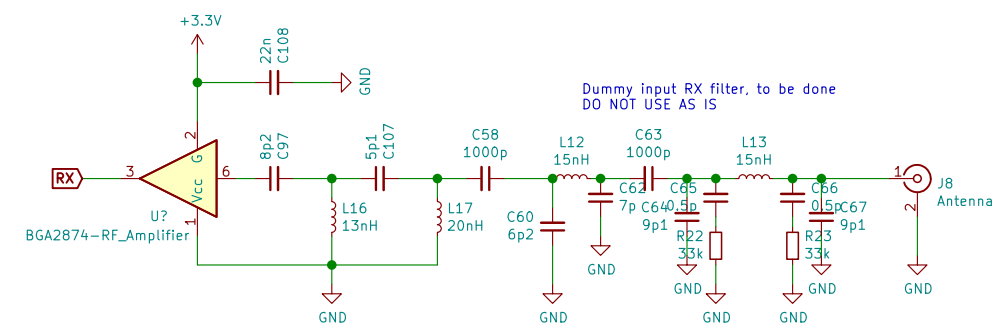 +3.3V
22n
C108
GND
Dummy input RX filter, to be done
DO NOT USE AS IS
2
G
Vcc
RX
3
6
1
U?
BGA2874-RF_Amplifier
8p2
C97
5p1
C107
C58
1000p
L12
15nH
C63
1000p
L13
15nH
L16
13nH
L17
20nH
C60
6p2
C62
7p
C64
9p1
C65
0.5p
R22
33k
C66
0.5p
R23
33k
C67
9p1
1
2
J8
Antenna
GND
GND
GND
GND
GND
GND
GND
GND